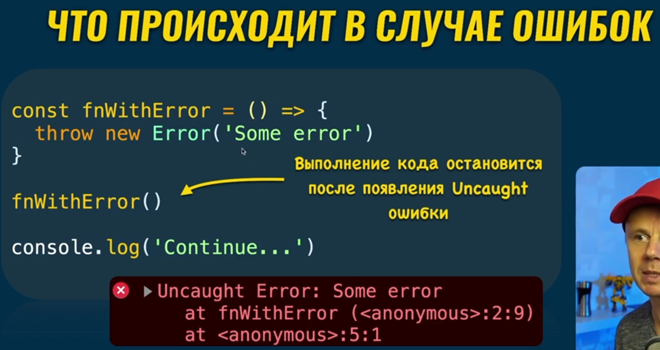 ЧТО ПРОИСХОДИТ В СЛУЧАЕ ОШИБОК
const fnWithError = () => {
throw new Error('Some error')
}
Выполнение кода остановится
после появления Uncaught
ошибки
fnWithError()
console.log('Continue...')
Uncaught Error: Some error
at fnWithError (<anonymous>:2:9)
at <anonymous>:5:1